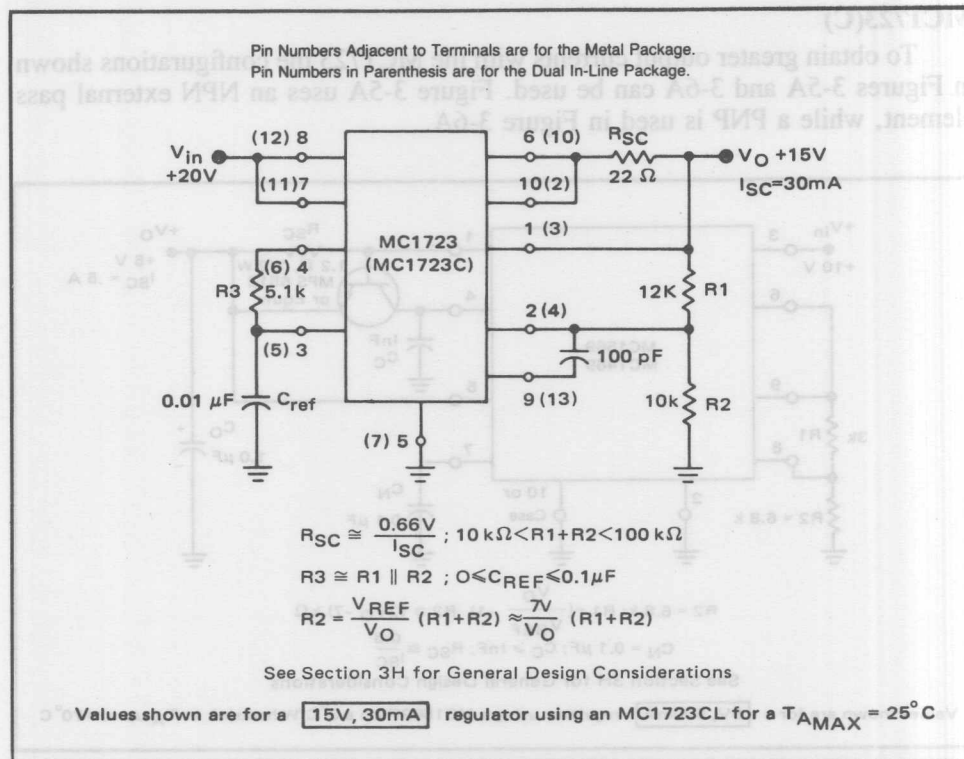 MC1723(C)
To obtain greater output currents with the MC1723 the configurations shown
in Figures 3-5A and 3-6A can be used. Figure 3-5A uses an NPN external pass
element, while a PNP is used in Figure 3-6A
Pin Numbers Adjacent to Terminals are for the Metal Package.
Pin Numbers in Parenthesis are for the Dual In-Line Package.
Vin
+20V
(12) 8
(11) 7
(6) 4
R3 5.1k
(5) 3
0.01 μF Cref
MC1723
(MC1723C)
(7) 5
6 (10)
10 (2)
1 (3)
2 (4)
9 (13)
RSC
22 Ω
VO +15V
ISC=30mA
12K R1
100 pF
10k R2
RSC ≅ 0.66V / ISC ; 10 kΩ<R1+R2<100 kΩ
R3 ≅ R1 || R2 ; O≤CREF≤0.1μF
R2 = VREF / VO (R1+R2) ≈ 7V / VO (R1+R2)
See Section 3H for General Design Considerations
Values shown are for a 15V, 30mA regulator using an MC1723CL for a TAMAX = 25°C